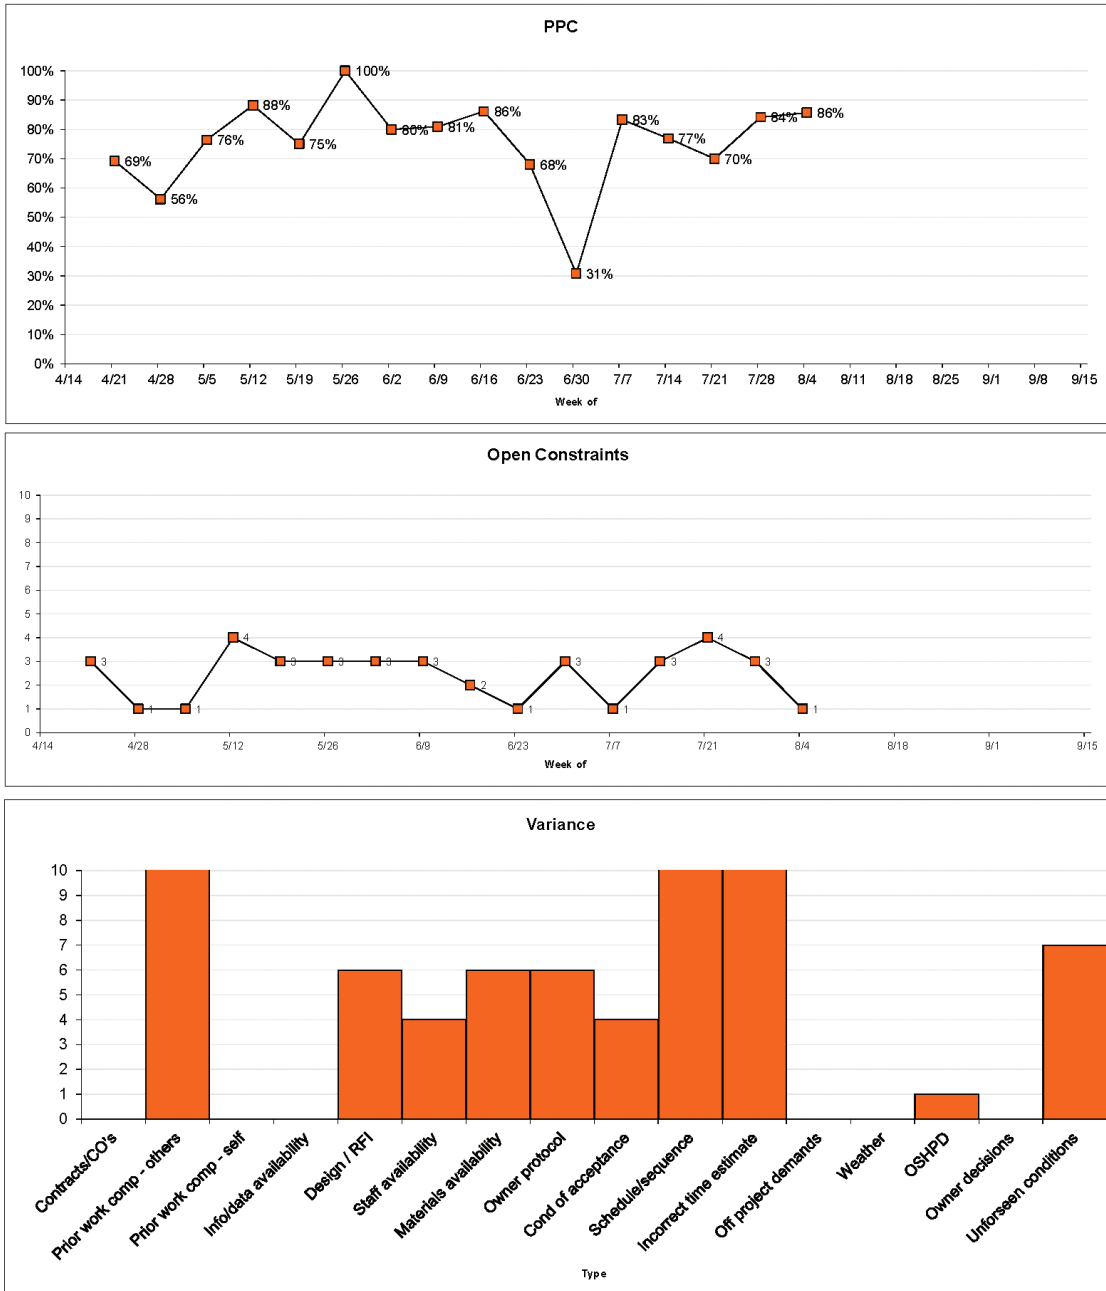 PPC
100%
90%
80%
70%
60%
50%
40%
30%
20%
10%
0%
69%
56%
76%
88%
75%
100%
80%
81%
86%
68%
31%
83%
77%
70%
84%
86%
4/14 4/21 4/28 5/5 5/12 5/19 5/26 6/2 6/9 6/16 6/23 6/30 7/7 7/14 7/21 7/28 8/4 8/11 8/18 8/25 9/1 9/8 9/15
Week of
Open Constraints
10
9
8
7
6
5
4
3
2
1
0
3
1
1
4
3
3
3
3
2
1
3
1
3
4
3
1
4/14 4/28 5/12 5/26 6/9 6/23 7/7 7/21 8/4 8/18 9/1 9/15
Week of
Variance
10
9
8
7
6
5
4
3
2
1
0
Contracts/CO's
Prior work comp - others
Prior work comp - self
Info/data availability
Design / RFI
Staff availability
Materials availability
Owner protocol
Cond of acceptance
Schedule/sequence
Incorrect time estimate
Off project demands
Weather
OSHPD
Owner decisions
Unforseen conditions
Type